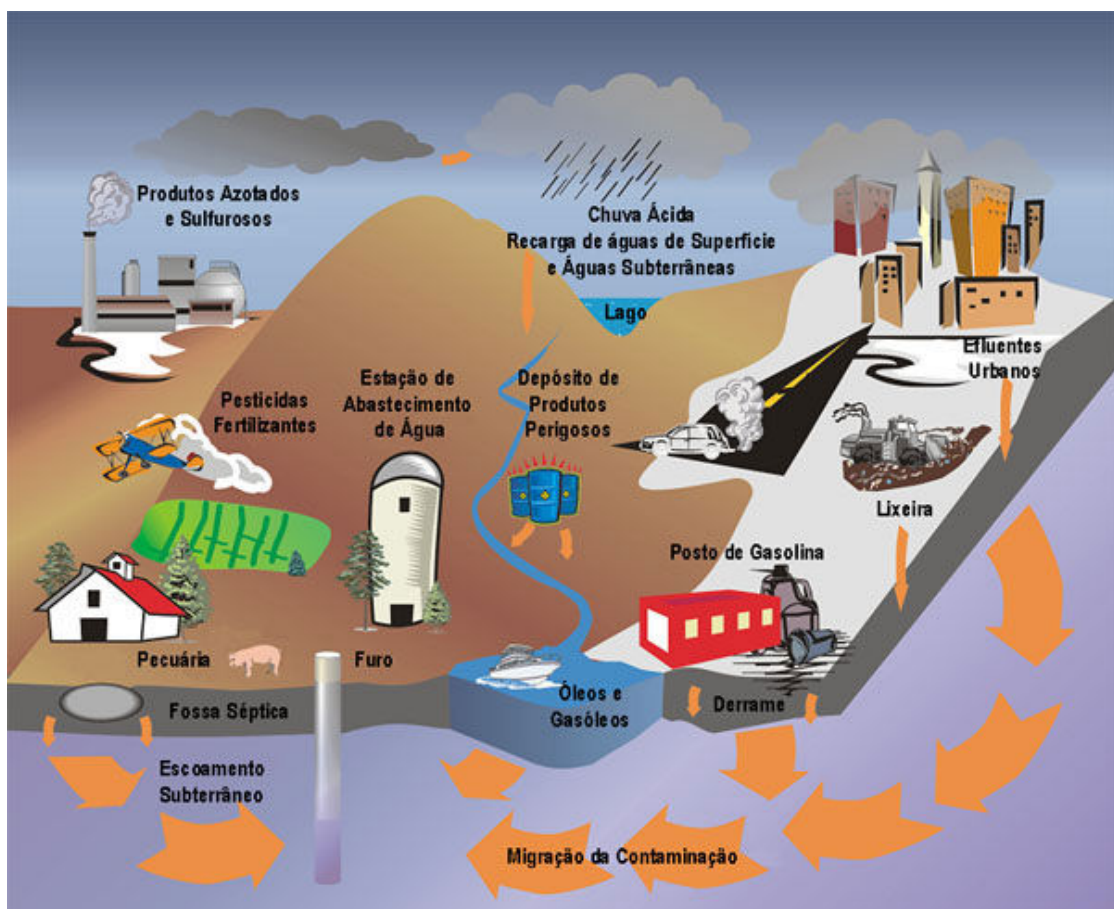 Produtos Azotados
e Sulfurosos
Chuva Ácida
Recarga de águas de Superfície
e Águas Subterrâneas
Lago
Efluentes
Urbanos
Pesticidas
Fertilizantes
Estação de
Abastecimento
de Água
Depósito de
Produtos
Perigosos
Lixeira
Posto de Gasolina
Pecuária
Furo
Óleos e
Gasóleos
Derrame
Fossa Séptica
Escoamento
Subterrâneo
Migração da Contaminação